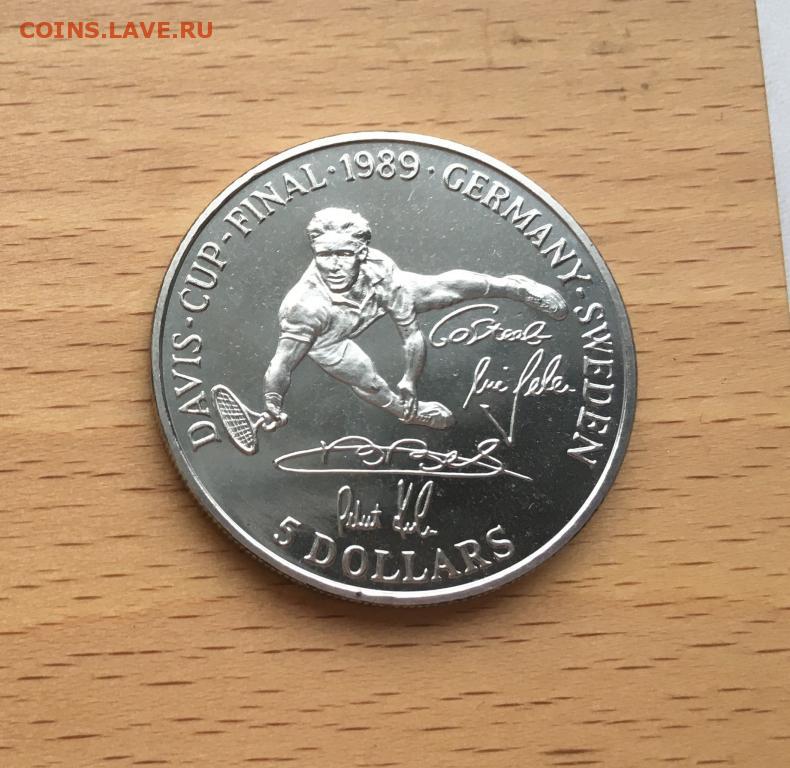 COINS.LAVE.RU
DAVIS·CUP-FINAL·1989·GERMANY·SWEDEN
5 DOLLARS